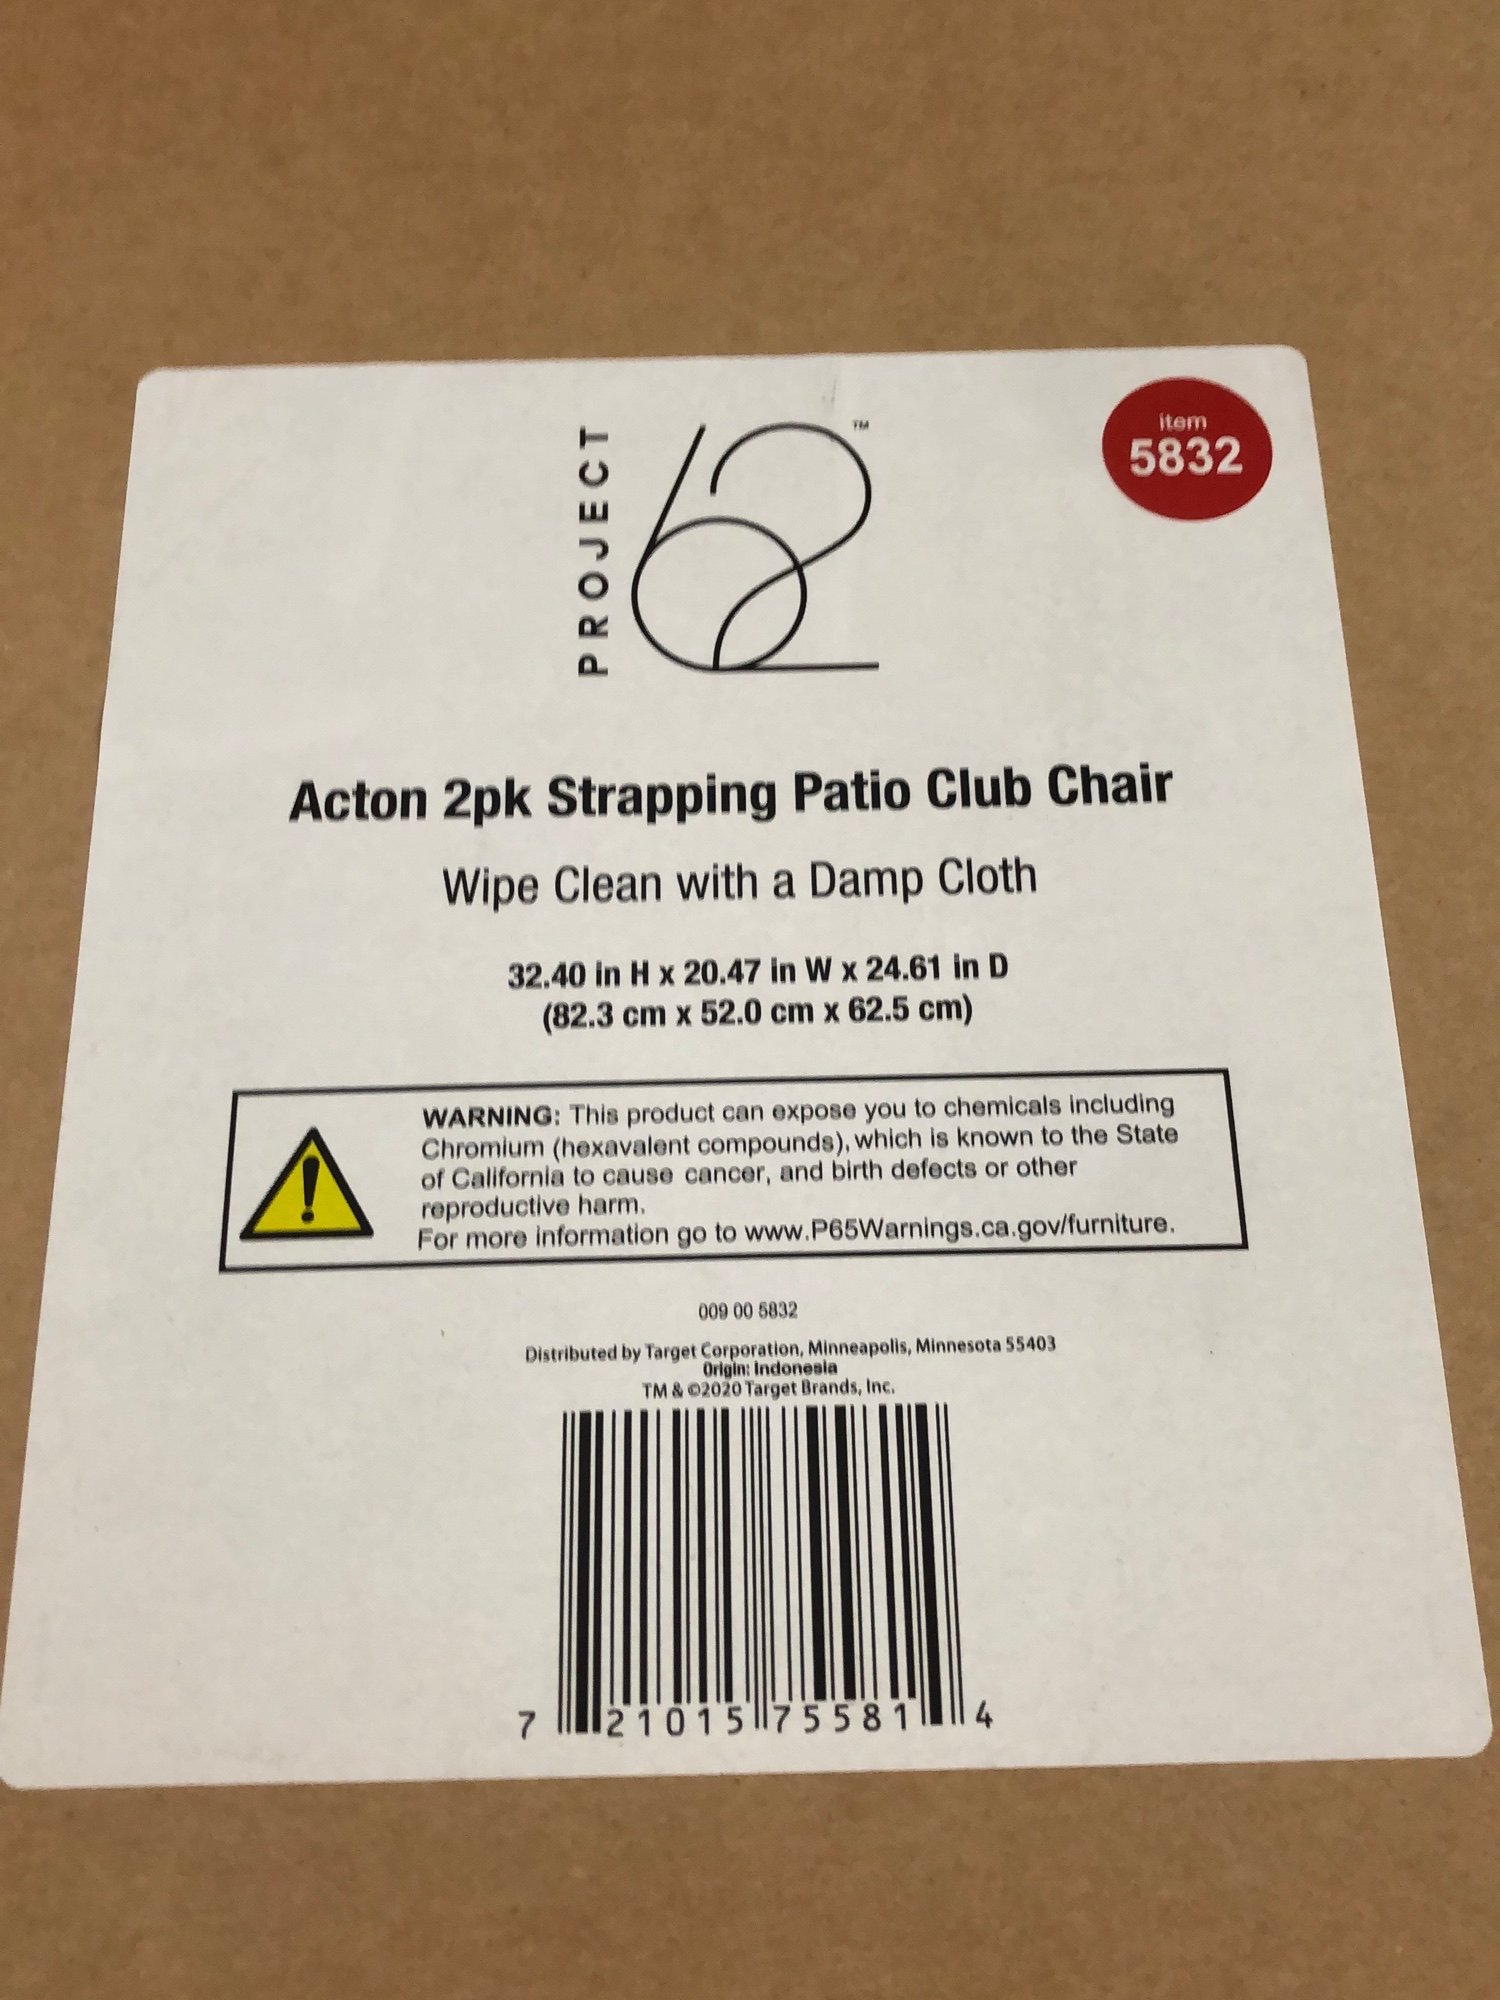 PROJECT
62™
item
5832
Acton 2pk Strapping Patio Club Chair
Wipe Clean with a Damp Cloth
32.40 in H x 20.47 in W x 24.61 in D
(82.3 cm x 52.0 cm x 62.5 cm)
WARNING: This product can expose you to chemicals including
Chromium (hexavalent compounds), which is known to the State
of California to cause cancer, and birth defects or other
reproductive harm.
For more information go to www.P65Warnings.ca.gov/furniture.
009 00 5832
Distributed by Target Corporation, Minneapolis, Minnesota 55403
Origin: Indonesia
TM & ©2020 Target Brands, Inc.
7 21015 75581 4